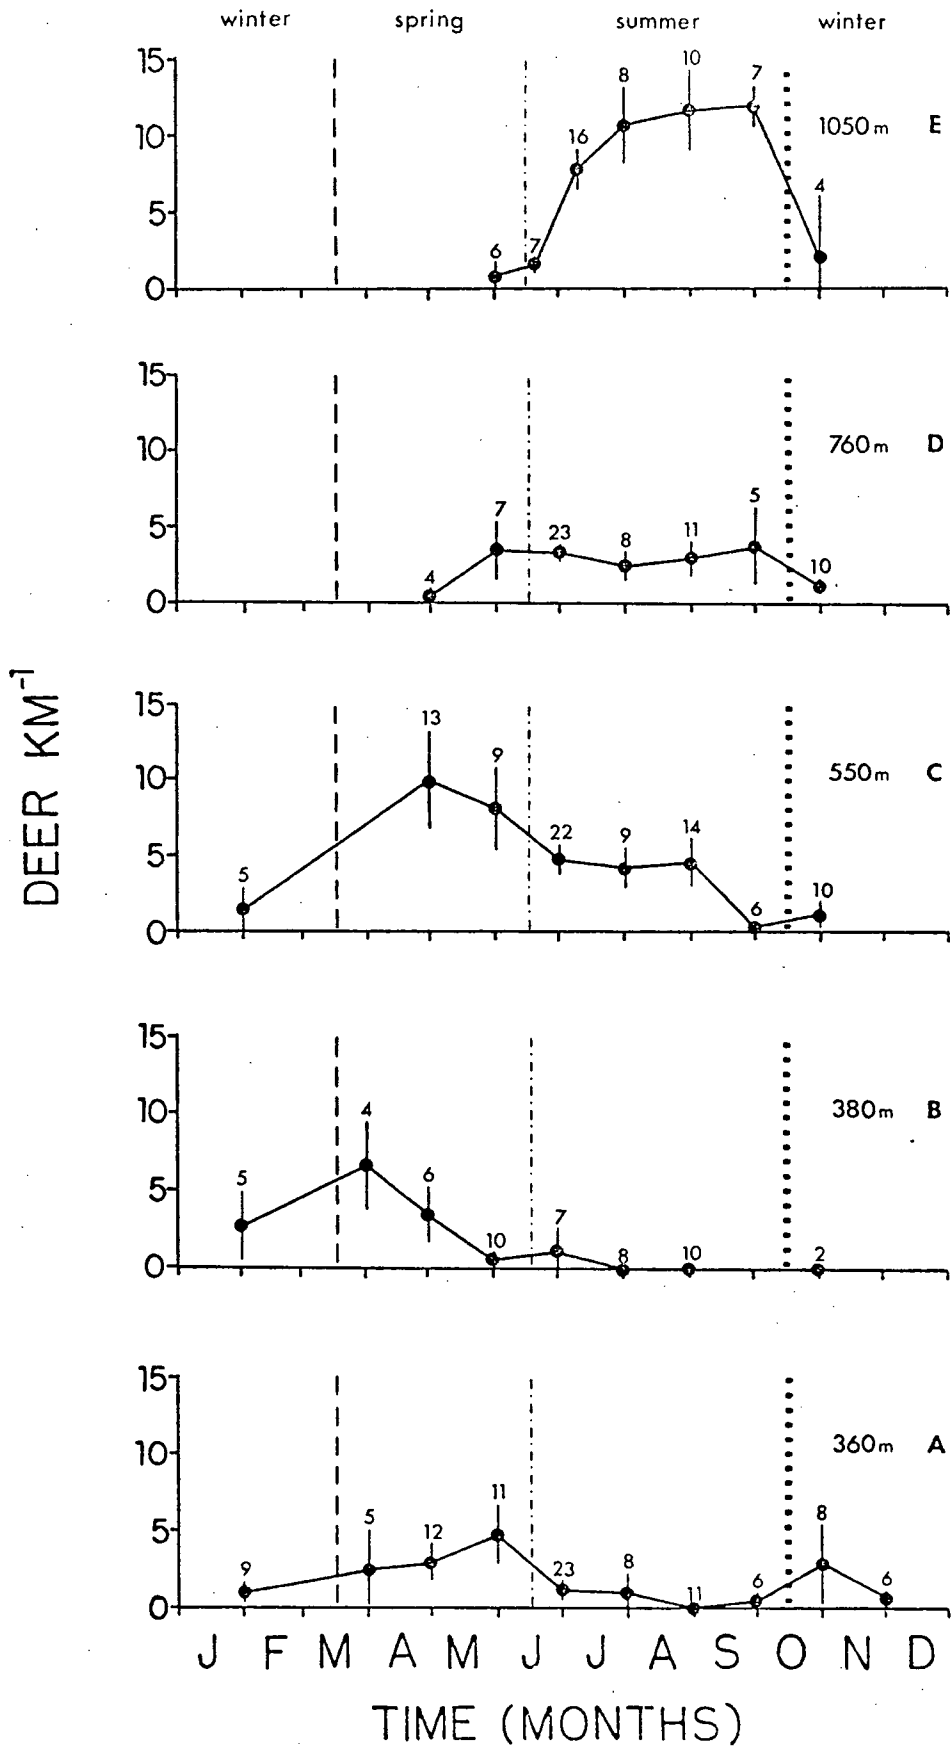 winter spring summer winter
15
10
5
0
6 7 16 8 10 7 4
1050m E
15
10
5
0
4 7 23 8 11 5 10
760m D
DEER KM⁻¹
15
10
5
0
5 13 9 22 9 14 6 10
550m C
15
10
5
0
5 4 6 10 7 8 10 2
380m B
15
10
5
0
9 5 12 11 23 8 11 6 8 6
360m A
J F M A M J J A S O N D
TIME (MONTHS)